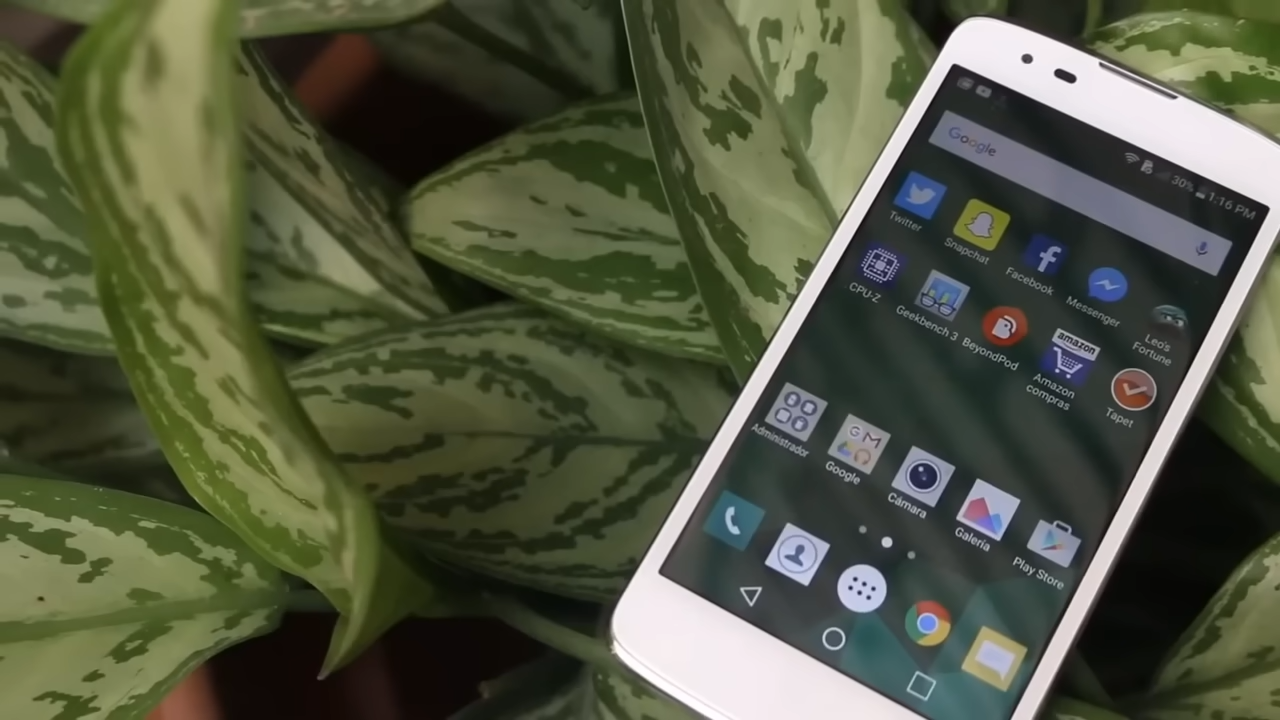 30% 1:16 PM
Google
Twitter
Snapchat
Facebook
Messenger
Leo's
Fortune
CPU-Z
Geekbench 3
BeyondPod
amazon
Amazon
compras
Tapet
Administrador
G M
Google
Cámara
Galería
Play Store